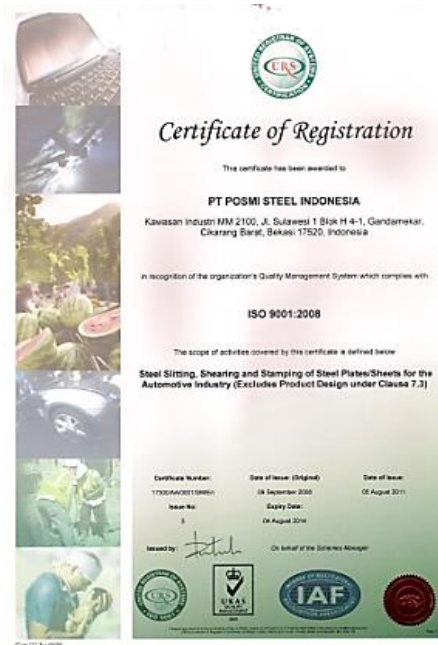 URS
Certificate of Registration
This certificate has been awarded to
PT POSMI STEEL INDONESIA
Kawasan Industri MM 2100, Jl. Sulawesi 1 Blok H 4-1, Gandamekar,
Cikarang Barat, Bekasi 17520, Indonesia
in recognition of the organization's Quality Management System which complies with
ISO 9001:2008
The scope of activities covered by this certificate is defined below
Steel Slitting, Shearing and Stamping of Steel Plates/Sheets for the
Automotive Industry (Excludes Product Design under Clause 7.3)
Certificate Number:
Date of Issue: (Original)
Date of Issue:
Issue No:
Expiry Date:
3
Issued by:
On behalf of the Schemes Manager
UKAS
QUALITY
MANAGEMENT
IAF